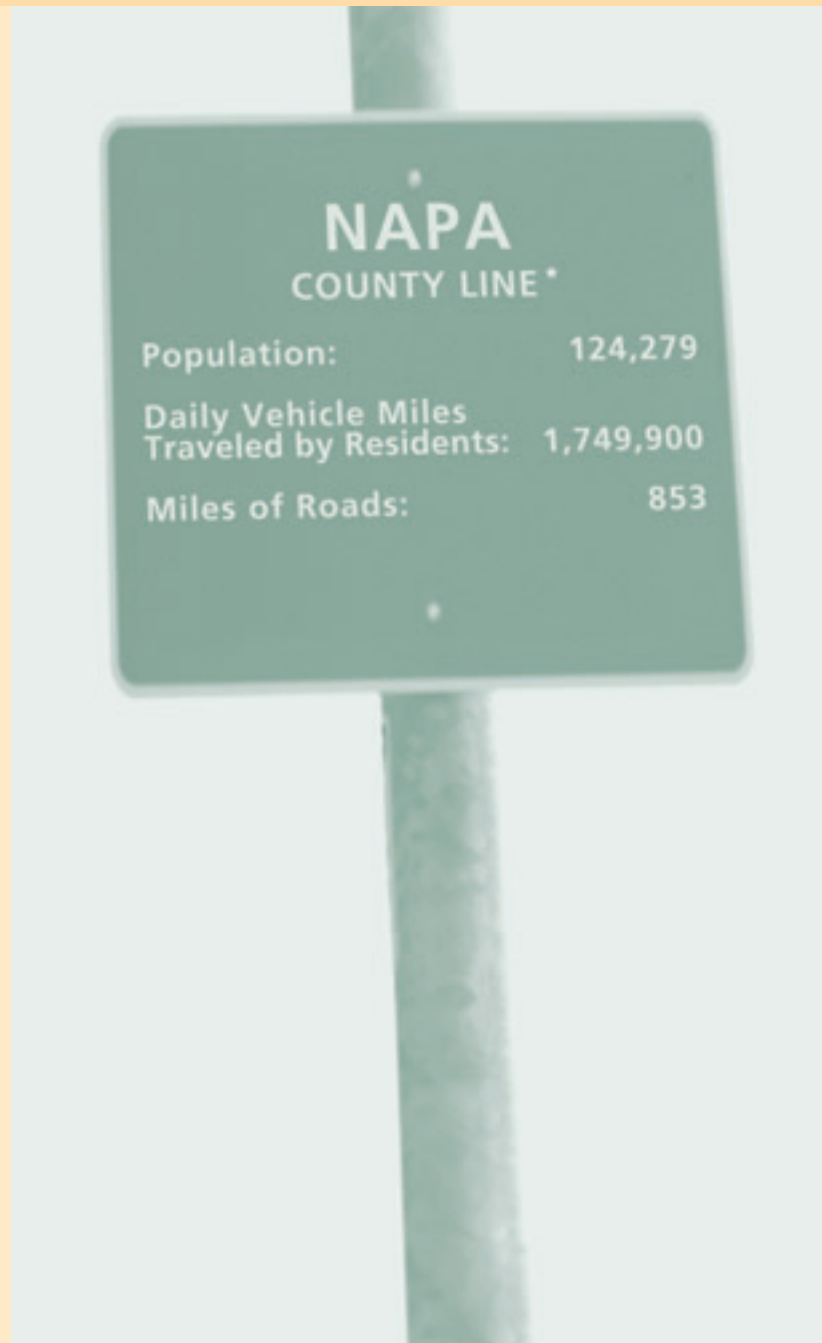 NAPA
COUNTY LINE*
Population: 124,279
Daily Vehicle Miles
Traveled by Residents: 1,749,900
Miles of Roads: 853